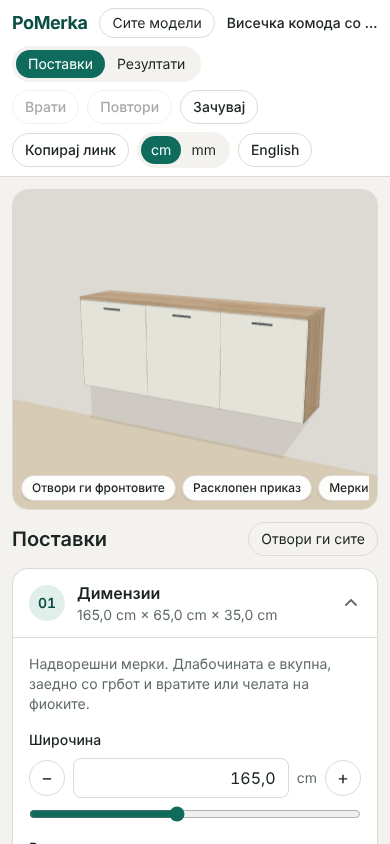 PoMerka Сите модели Висечка комода со ...
Поставки Резултати
Врати Повтори Зачувај
Копирај линк cm mm English
Отвори ги фронтовите Расклопен приказ Мерки
Поставки Отвори ги сите
01 Димензии
165,0 cm × 65,0 cm × 35,0 cm
Надворешни мерки. Длабочината е вкупна,
заедно со грбот и вратите или челата на
фиоките.
Широчина
− 165,0 cm +